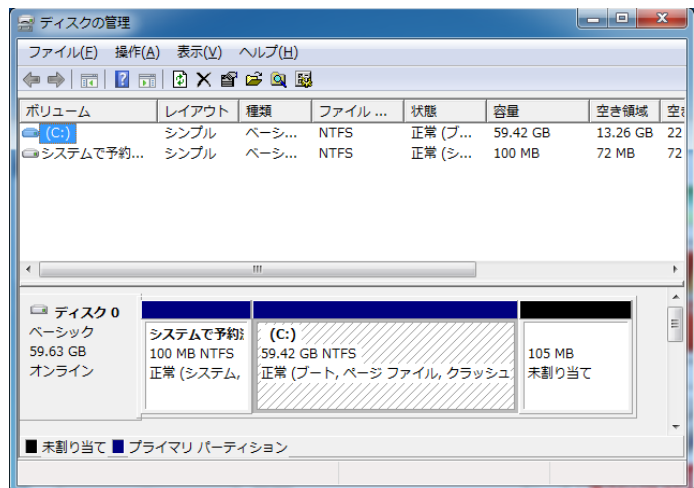 ディスクの管理
ファイル(F) 操作(A) 表示(V) ヘルプ(H)
ボリューム レイアウト 種類 ファイル ... 状態 容量 空き領域 空き
(C:) シンプル ベーシ... NTFS 正常 (ブ... 59.42 GB 13.26 GB 22
システムで予約... シンプル ベーシ... NTFS 正常 (シ... 100 MB 72 MB 72
ディスク 0
ベーシック
59.63 GB
オンライン
システムで予約
100 MB NTFS
正常 (システム,
(C:)
59.42 GB NTFS
正常 (ブート, ページ ファイル, クラッシュ
105 MB
未割り当て
未割り当て プライマリ パーティション